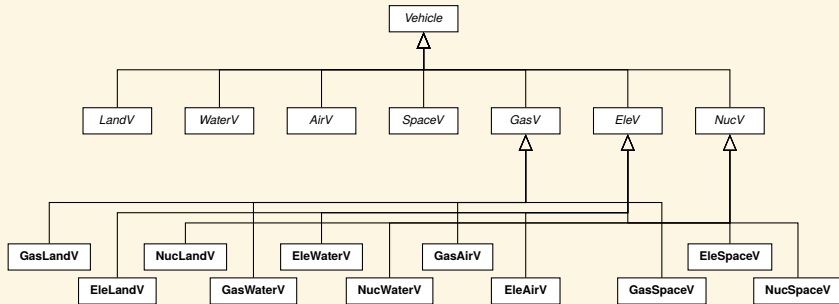 Vehicle
LandV WaterV AirV SpaceV GasV EleV NucV
GasLandV NucLandV EleWaterV GasAirV EleSpaceV
EleLandV GasWaterV NucWaterV EleAirV GasSpaceV NucSpaceV